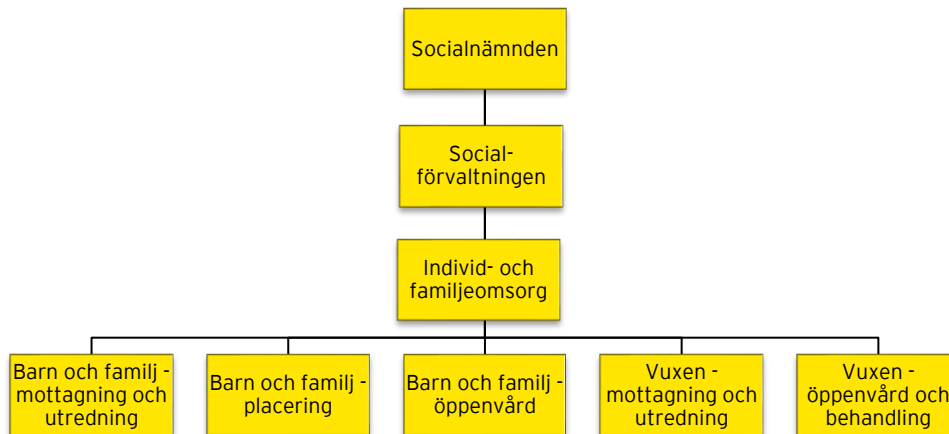 Socialnämnden
Social-
förvaltningen
Individ- och
familjeomsorg
Barn och familj -
mottagning och
utredning
Barn och familj -
placering
Barn och familj -
öppenvård
Vuxen -
mottagning och
utredning
Vuxen -
öppenvård och
behandling